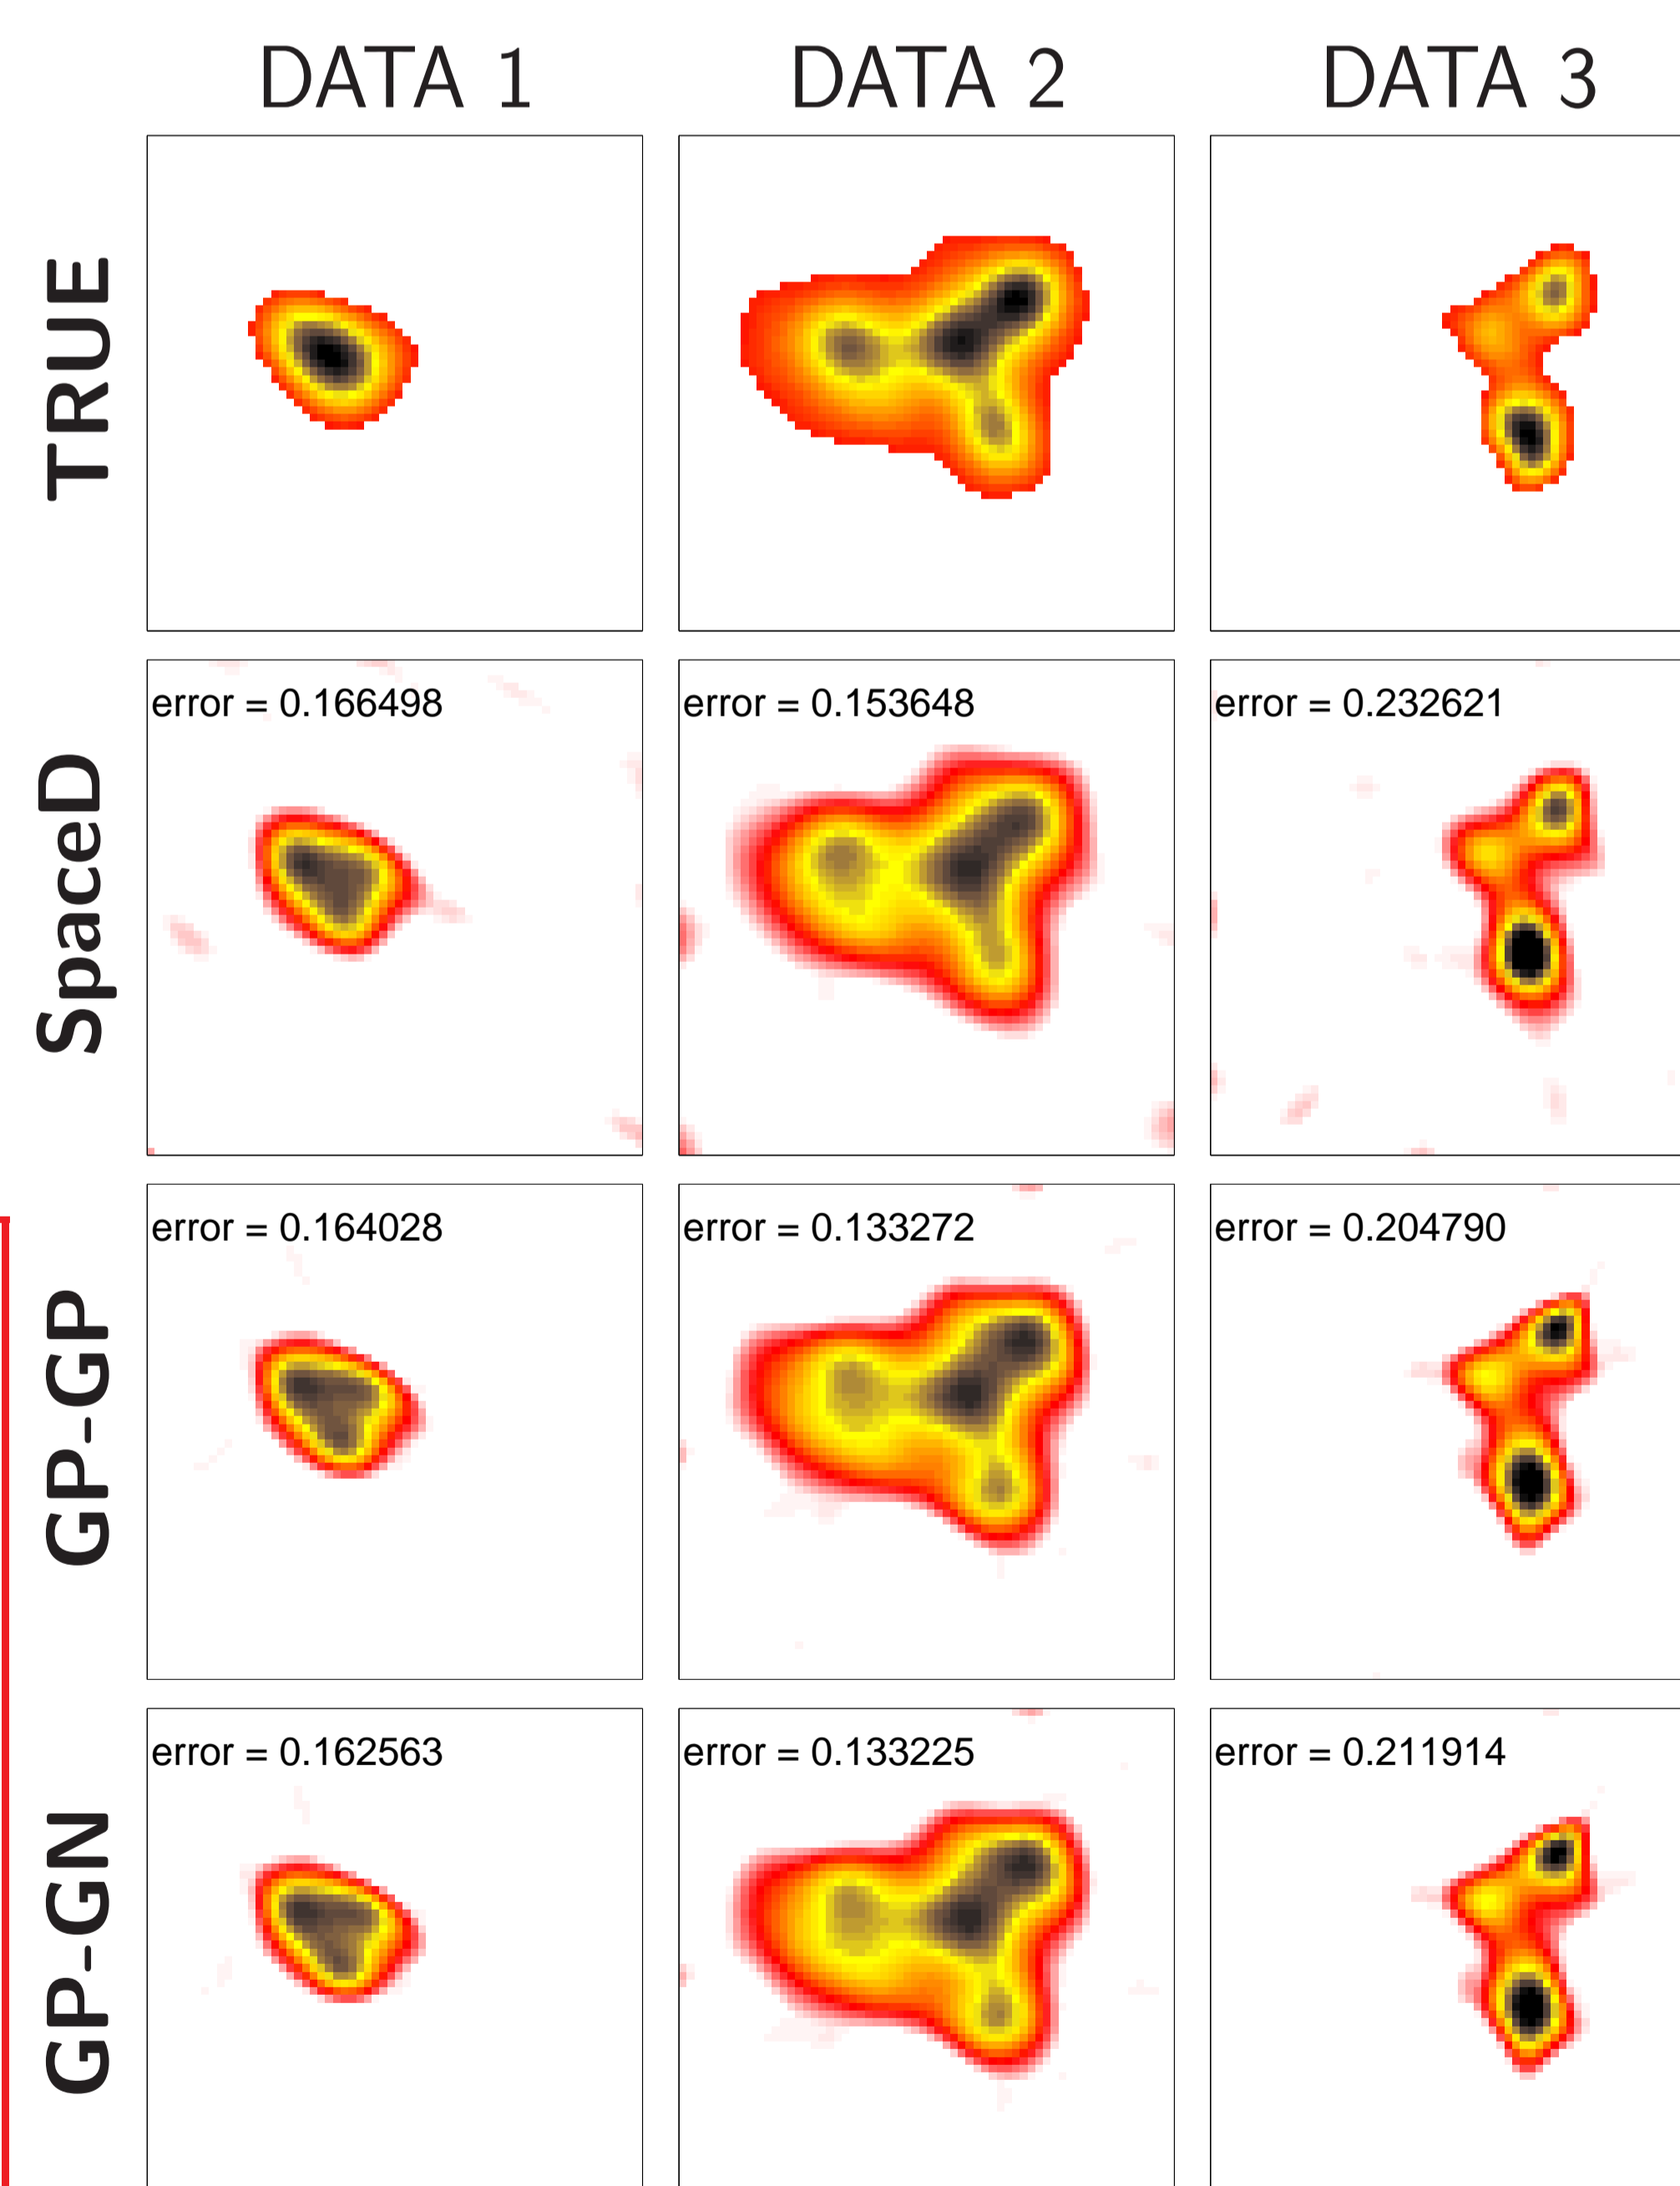 DATA 1 DATA 2 DATA 3
TRUE
SpaceD
error = 0.166498 error = 0.153648 error = 0.232621
GP-GP
error = 0.164028 error = 0.133272 error = 0.204790
GP-GN
error = 0.162563 error = 0.133225 error = 0.211914